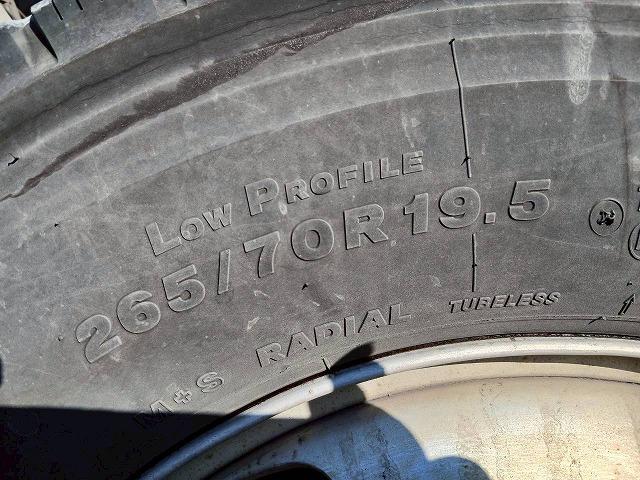 LOW PROFILE
265/70R19.5
M+S RADIAL TUBELESS